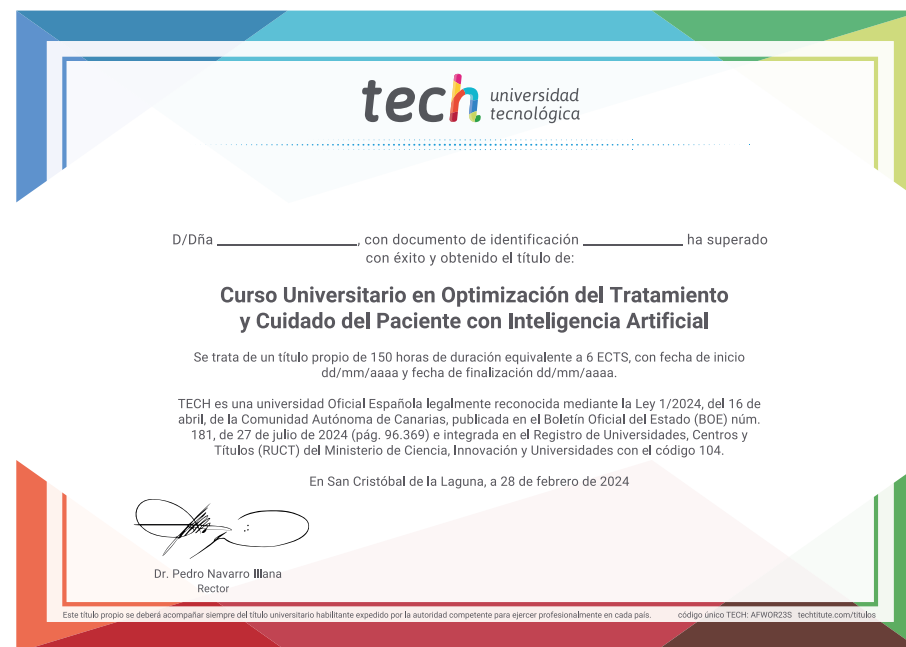 tech universidad
tecnológica
D/Dña ____________________, con documento de identificación ______________ ha superado
con éxito y obtenido el título de:
Curso Universitario en Optimización del Tratamiento
y Cuidado del Paciente con Inteligencia Artificial
Se trata de un título propio de 150 horas de duración equivalente a 6 ECTS, con fecha de inicio
dd/mm/aaaa y fecha de finalización dd/mm/aaaa.
TECH es una universidad Oficial Española legalmente reconocida mediante la Ley 1/2024, del 16 de
abril, de la Comunidad Autónoma de Canarias, publicada en el Boletín Oficial del Estado (BOE) núm.
181, de 27 de julio de 2024 (pág. 96.369) e integrada en el Registro de Universidades, Centros y
Títulos (RUCT) del Ministerio de Ciencia, Innovación y Universidades con el código 104.
En San Cristóbal de la Laguna, a 28 de febrero de 2024
Dr. Pedro Navarro Illana
Rector
Este título propio se deberá acompañar siempre del título universitario habilitante expedido por la autoridad competente para ejercer profesionalmente en cada país. código único TECH: AFWOR23S techtitute.com/titulos